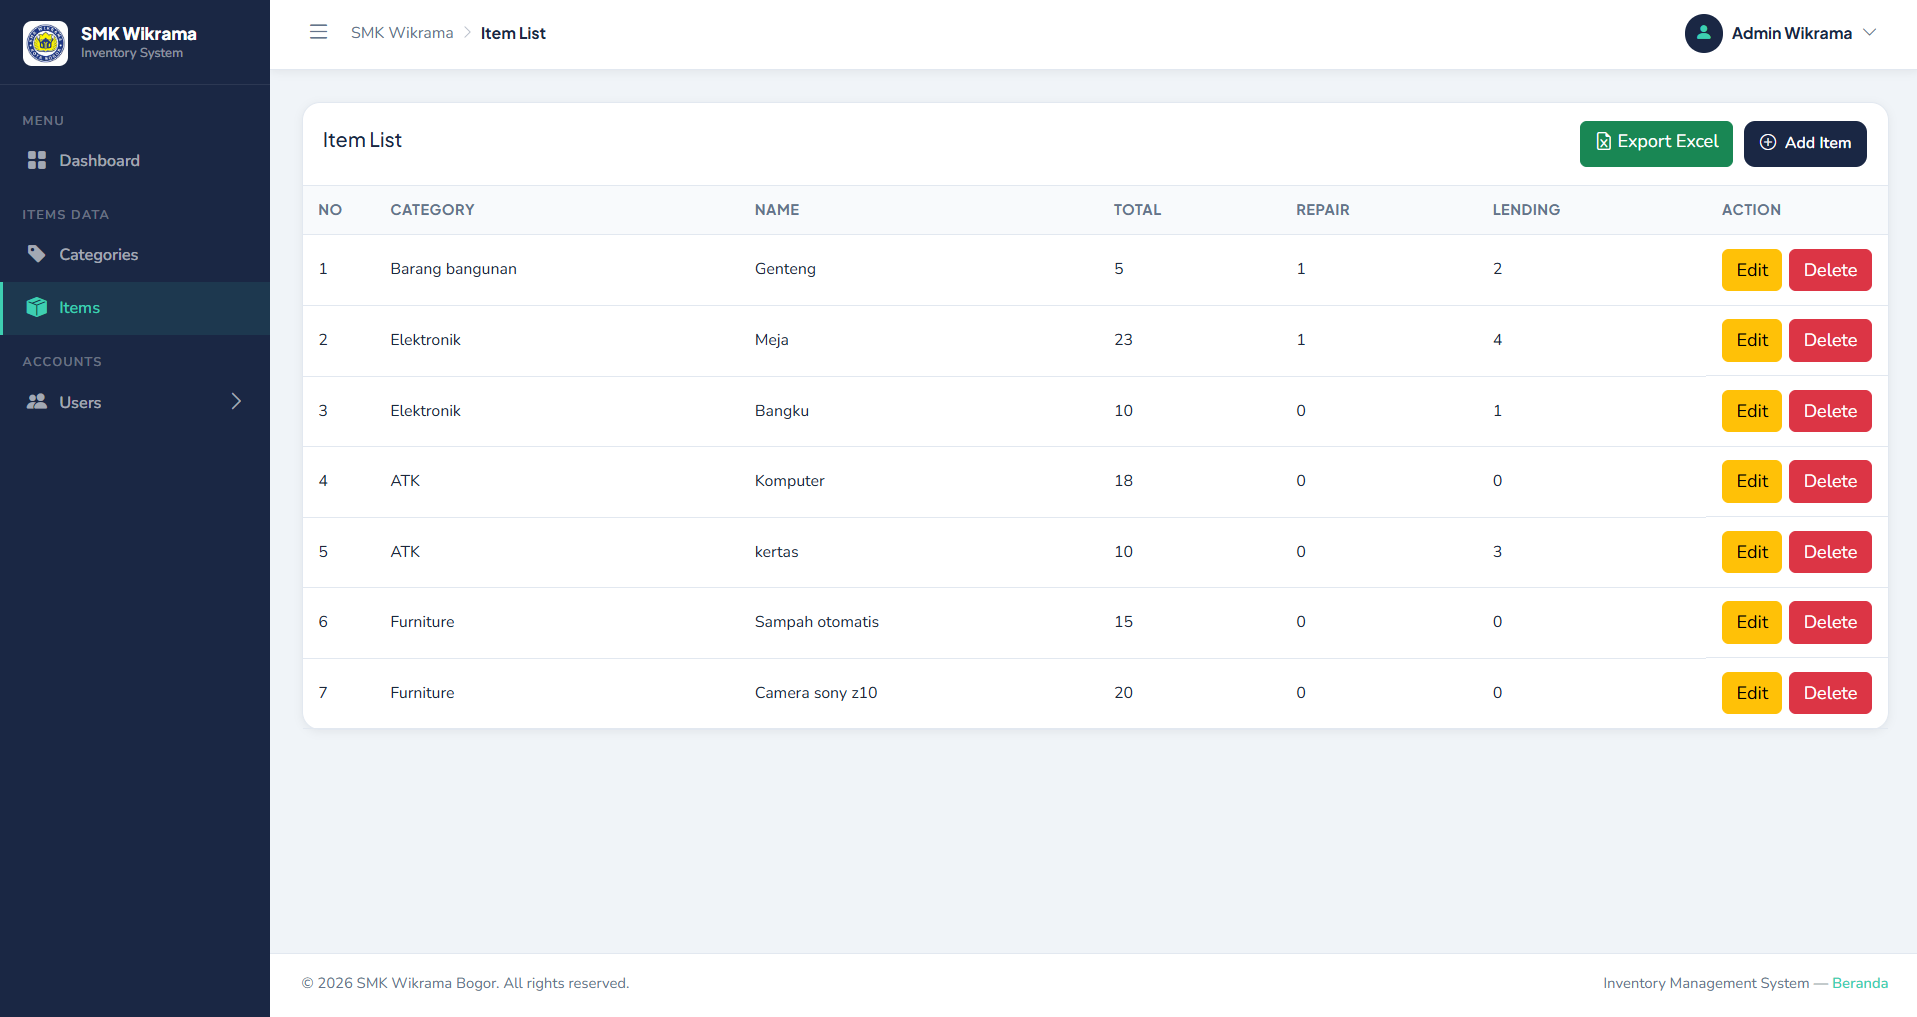 SMK Wikrama
Inventory System
MENU
Dashboard
ITEMS DATA
Categories
Items
ACCOUNTS
Users
SMK Wikrama Item List
Admin Wikrama
Item List
Export Excel
Add Item
NO CATEGORY NAME TOTAL REPAIR LENDING ACTION
1 Barang bangunan Genteng 5 1 2 Edit Delete
2 Elektronik Meja 23 1 4 Edit Delete
3 Elektronik Bangku 10 0 1 Edit Delete
4 ATK Komputer 18 0 0 Edit Delete
5 ATK kertas 10 0 3 Edit Delete
6 Furniture Sampah otomatis 15 0 0 Edit Delete
7 Furniture Camera sony z10 20 0 0 Edit Delete
© 2026 SMK Wikrama Bogor. All rights reserved.
Inventory Management System — Beranda